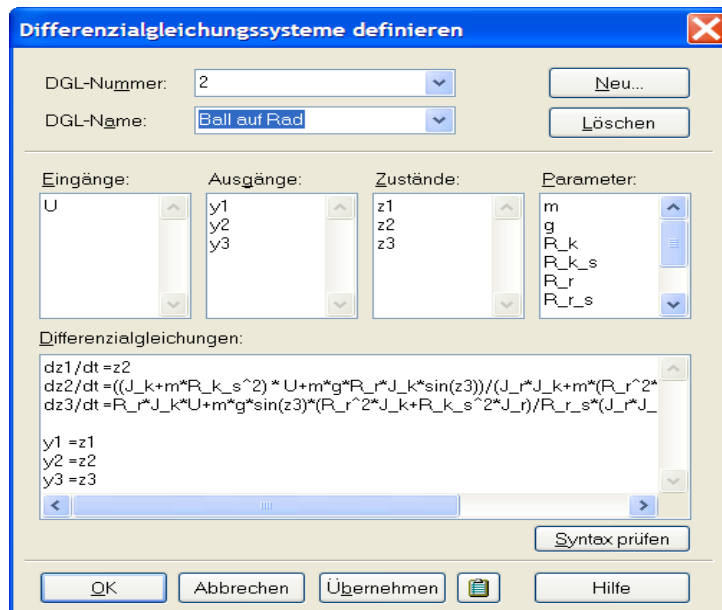 Differenzialgleichungssysteme definieren
DGL-Nummer: 2 Neu...
DGL-Name: Ball auf Rad Löschen
Eingänge: Ausgänge: Zustände: Parameter:
U y1 z1 m
y2 z2 g
y3 z3 R_k
R_k_s
R_r
R_r_s
Differenzialgleichungen:
dz1/dt =z2
dz2/dt =((J_k+m*R_k_s^2) * U+m*g*R_r*J_k*sin(z3))/(J_r*J_k+m*(R_r^2*
dz3/dt =R_r*J_k*U+m*g*sin(z3)*(R_r^2*J_k+R_k_s^2*J_r)/R_r_s*(J_r*J_
y1 =z1
y2 =z2
y3 =z3
Syntax prüfen
OK Abbrechen Übernehmen Hilfe